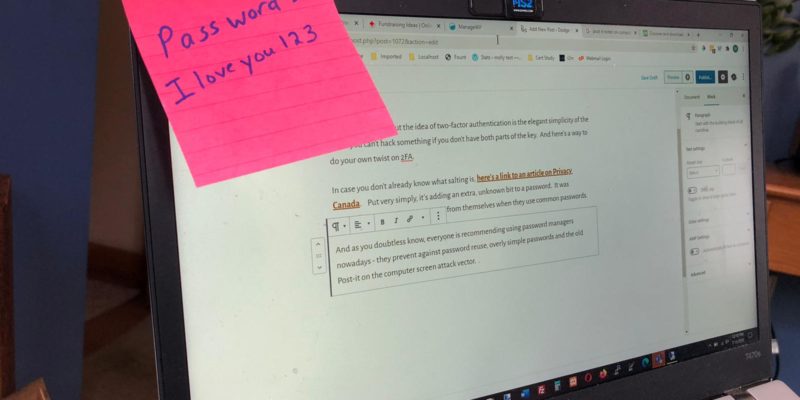 Password
I love you 123
Fundraising Ideas | Onlin
ManageWP
Add New Post ‹ Dodge
post.php?post=1072&action=edit
Imported
Localhost
Found
Stats ‹ molly test —
Cert Study
Webmail Login
Save Draft
Preview
Publish...
Document
Block
Paragraph
ut the idea of two-factor authentication is the elegant simplicity of the
can't hack something if you don't have both parts of the key. And here's a way to
do your own twist on 2FA.
In case you don't already know what salting is, here's a link to an article on Privacy
Canada. Put very simply, it's adding an extra, unknown bit to a password. It was
from themselves when they use common passwords.
B I
And as you doubtless know, everyone is recommending using password managers
nowadays - they prevent against password reuse, overly simple passwords and the old
Post-it on the computer screen attack vector.
Text settings
Color settings
Advanced